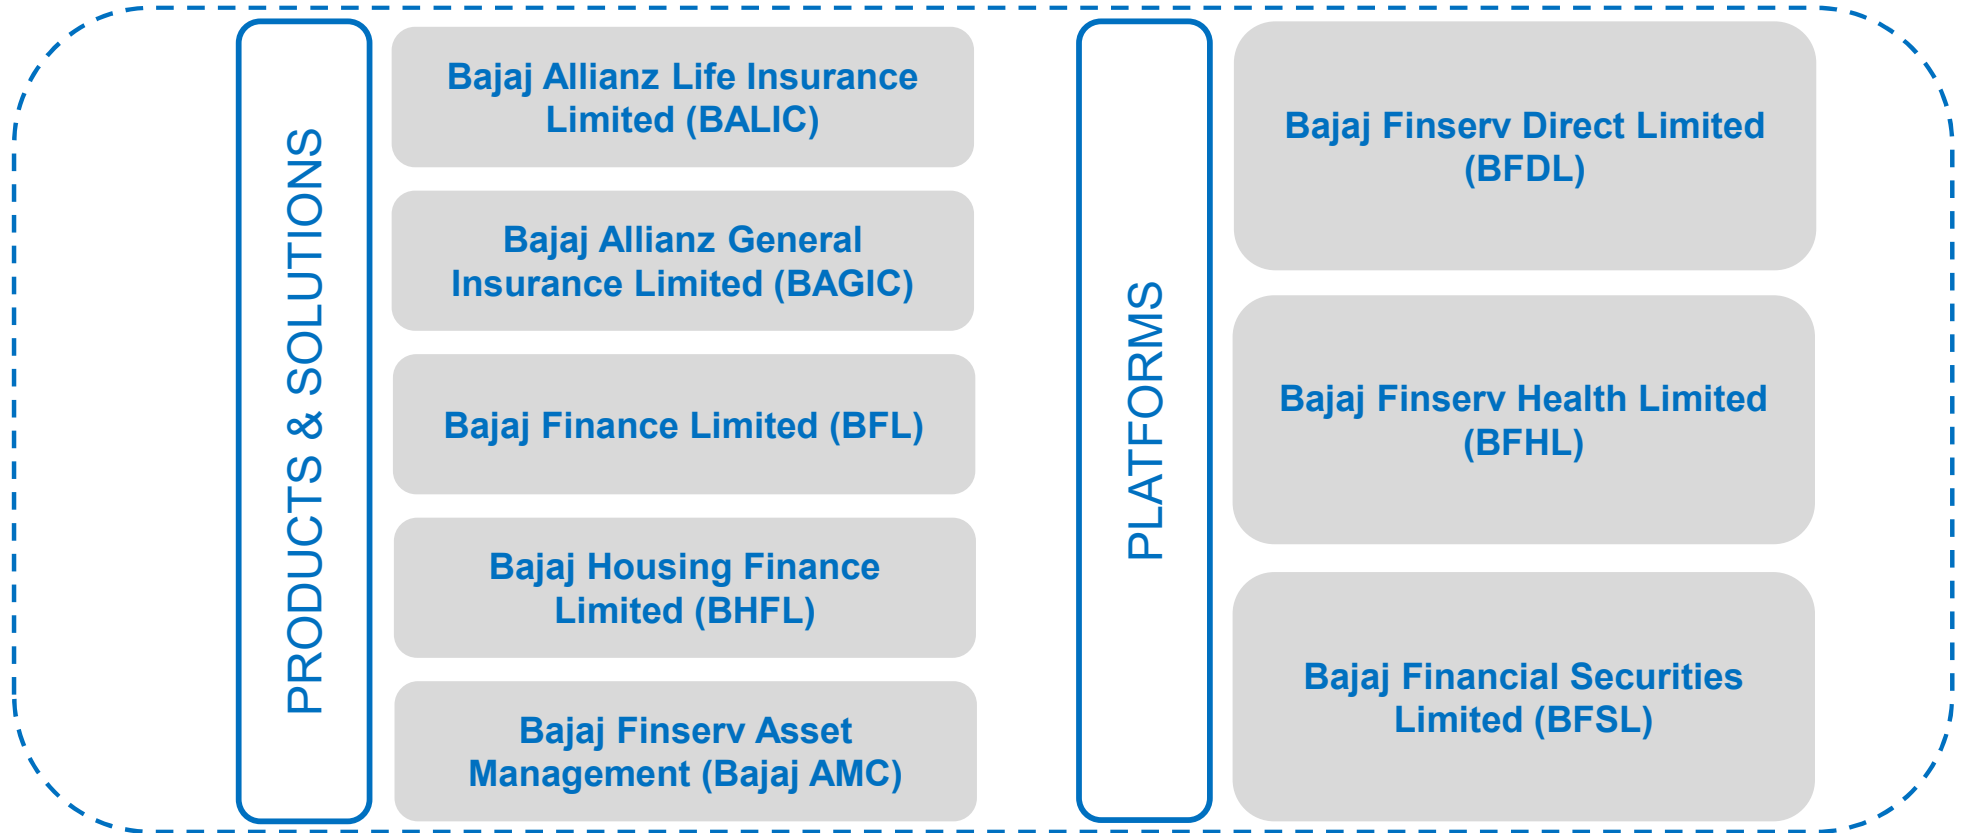 PRODUCTS & SOLUTIONS
Bajaj Allianz Life Insurance
Limited (BALIC)
Bajaj Allianz General
Insurance Limited (BAGIC)
Bajaj Finance Limited (BFL)
Bajaj Housing Finance
Limited (BHFL)
Bajaj Finserv Asset
Management (Bajaj AMC)
PLATFORMS
Bajaj Finserv Direct Limited
(BFDL)
Bajaj Finserv Health Limited
(BFHL)
Bajaj Financial Securities
Limited (BFSL)